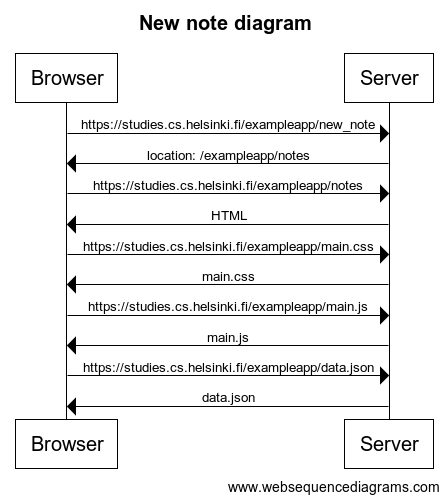 New note diagram
Browser Server
https://studies.cs.helsinki.fi/exampleapp/new_note
location: /exampleapp/notes
https://studies.cs.helsinki.fi/exampleapp/notes
HTML
https://studies.cs.helsinki.fi/exampleapp/main.css
main.css
https://studies.cs.helsinki.fi/exampleapp/main.js
main.js
https://studies.cs.helsinki.fi/exampleapp/data.json
data.json
Browser Server
www.websequencediagrams.com